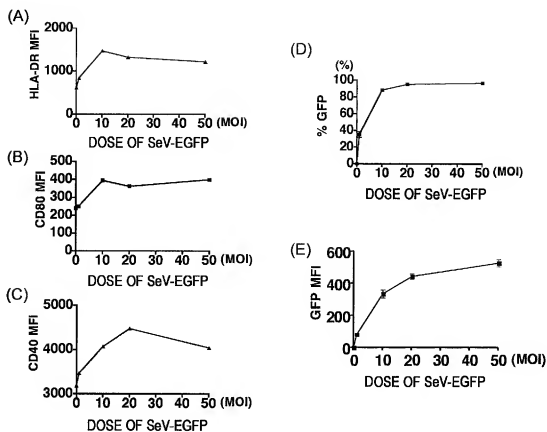 (A)
HLA-DR MFI
2000
1000
0
0 10 20 30 40 50 (MOI)
DOSE OF SeV-EGFP
(B)
CD80 MFI
500
400
300
200
100
0
0 10 20 30 40 50 (MOI)
DOSE OF SeV-EGFP
(C)
CD40 MFI
5000
4000
3000
0 10 20 30 40 50 (MOI)
DOSE OF SeV-EGFP
(D)
(%)
% GFP
100
80
60
40
20
0
0 10 20 30 40 50 (MOI)
DOSE OF SeV-EGFP
(E)
GFP MFI
600
400
200
0
0 10 20 30 40 50 (MOI)
DOSE OF SeV-EGFP